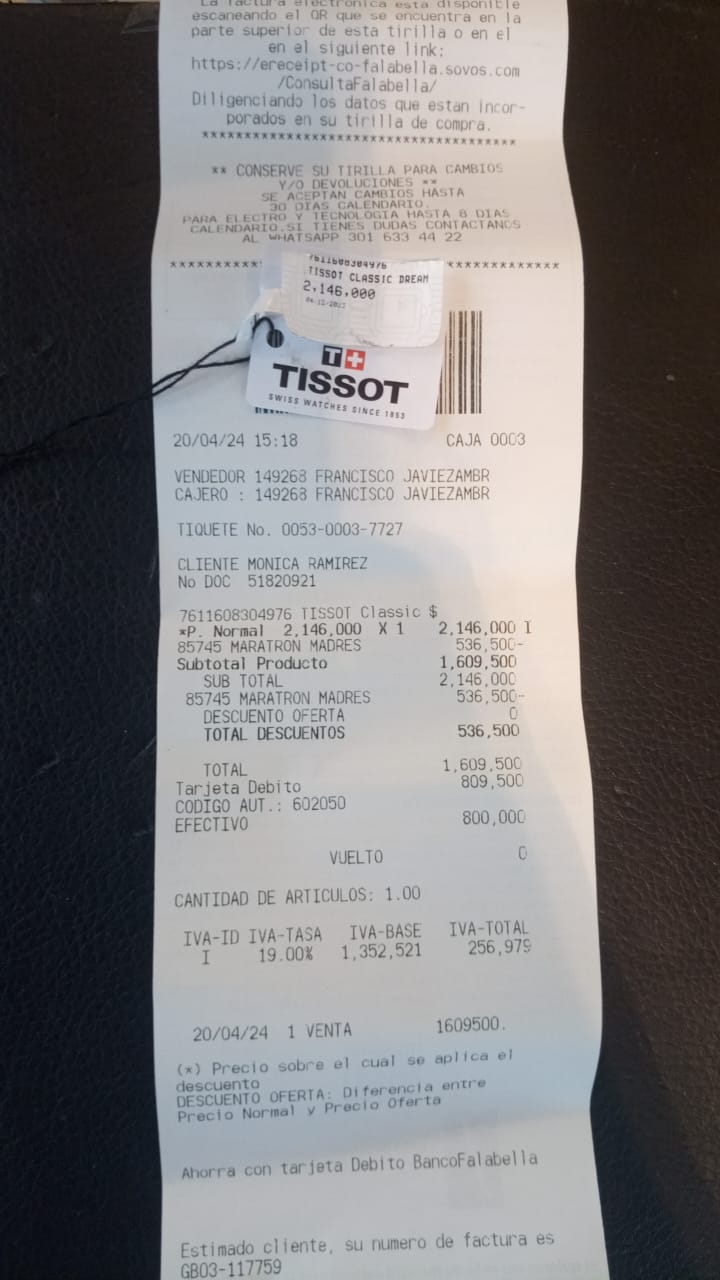 La factura electronica esta disponible
escaneando el QR que se encuentra en la
parte superior de esta tirilla o en el
en el siguiente link:
https://ereceipt-co-falabella.sovos.com
/ConsultaFalabella/
Diligenciando los datos que estan incor-
porados en su tirilla de compra.
***************************************
** CONSERVE SU TIRILLA PARA CAMBIOS
Y/O DEVOLUCIONES **
SE ACEPTAN CAMBIOS HASTA
30 DIAS CALENDARIO.
PARA ELECTRO Y TECNOLOGIA HASTA 8 DIAS
CALENDARIO.SI TIENES DUDAS CONTACTANOS
AL WHATSAPP 301 633 44 22
7611608304976
TISSOT CLASSIC DREAM
2,146,000
T+
TISSOT
SWISS WATCHES SINCE 1853
20/04/24 15:18 CAJA 0003
VENDEDOR 149268 FRANCISCO JAVIEZAMBR
CAJERO : 149268 FRANCISCO JAVIEZAMBR
TIQUETE No. 0053-0003-7727
CLIENTE MONICA RAMIREZ
No DOC 51820921
7611608304976 TISSOT Classic $
*P. Normal 2,146,000 X 1 2,146,000 I
85745 MARATRON MADRES 536,500-
Subtotal Producto 1,609,500
SUB TOTAL 2,146,000
85745 MARATRON MADRES 536,500-
DESCUENTO OFERTA 0
TOTAL DESCUENTOS 536,500
TOTAL 1,609,500
Tarjeta Debito 809,500
CODIGO AUT.: 602050
EFECTIVO 800,000
VUELTO 0
CANTIDAD DE ARTICULOS: 1.00
IVA-ID IVA-TASA IVA-BASE IVA-TOTAL
I 19.00% 1,352,521 256,979
20/04/24 1 VENTA 1609500.
(*) Precio sobre el cual se aplica el
descuento
DESCUENTO OFERTA: Diferencia entre
Precio Normal y Precio Oferta
Ahorra con tarjeta Debito BancoFalabella
Estimado cliente, su numero de factura es
GB03-117759